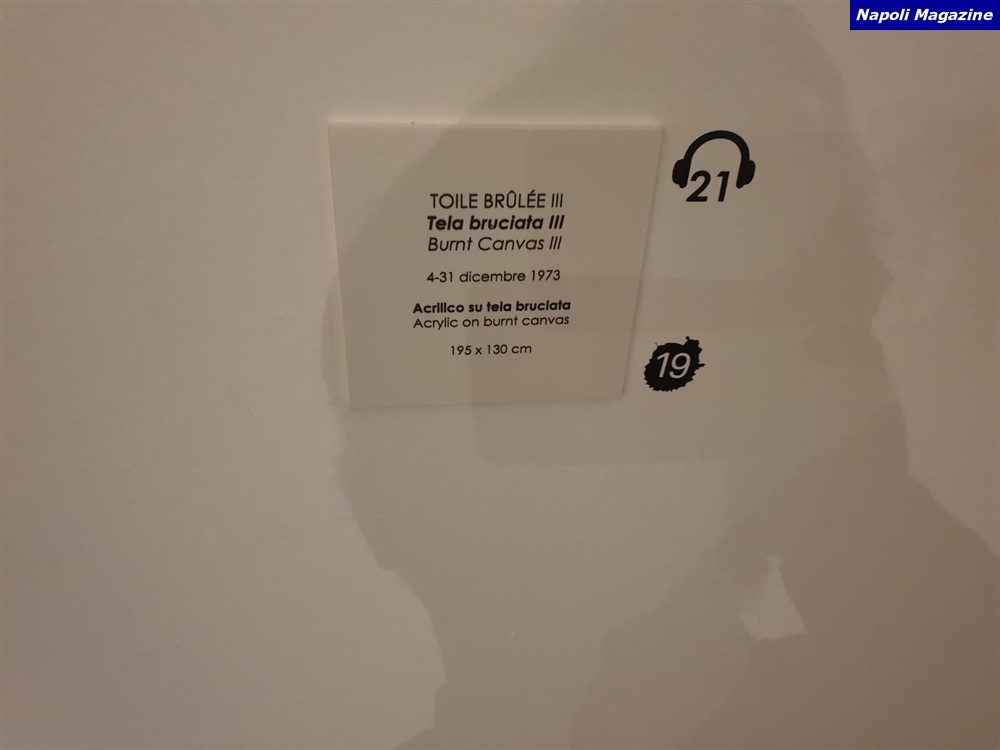 Napoli Magazine
TOILE BRÛLÉE III
Tela bruciata III
Burnt Canvas III
4-31 dicembre 1973
Acrilico su tela bruciata
Acrylic on burnt canvas
195 x 130 cm
21
19